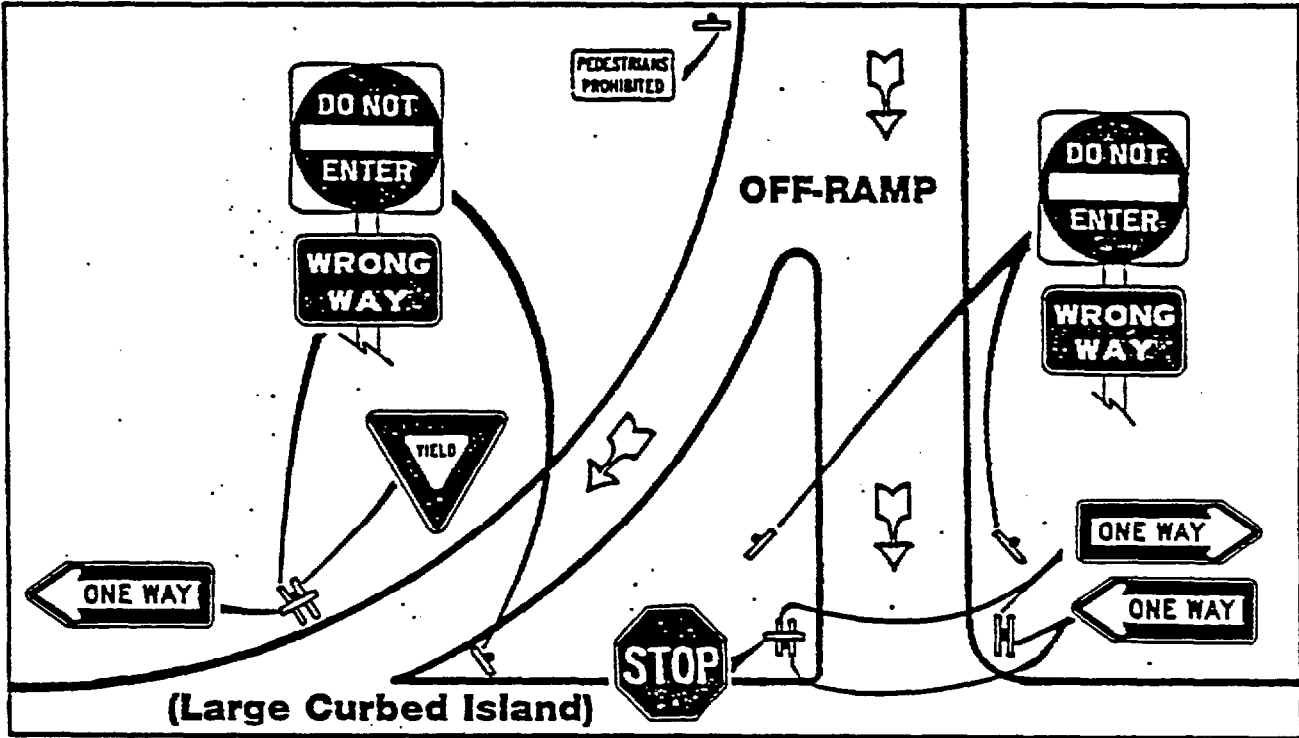 PEDESTRIANS
PROHIBITED
DO NOT
ENTER
WRONG
WAY
OFF-RAMP
DO NOT
ENTER
WRONG
WAY
YIELD
ONE WAY
ONE WAY
ONE WAY
STOP
(Large Curbed Island)